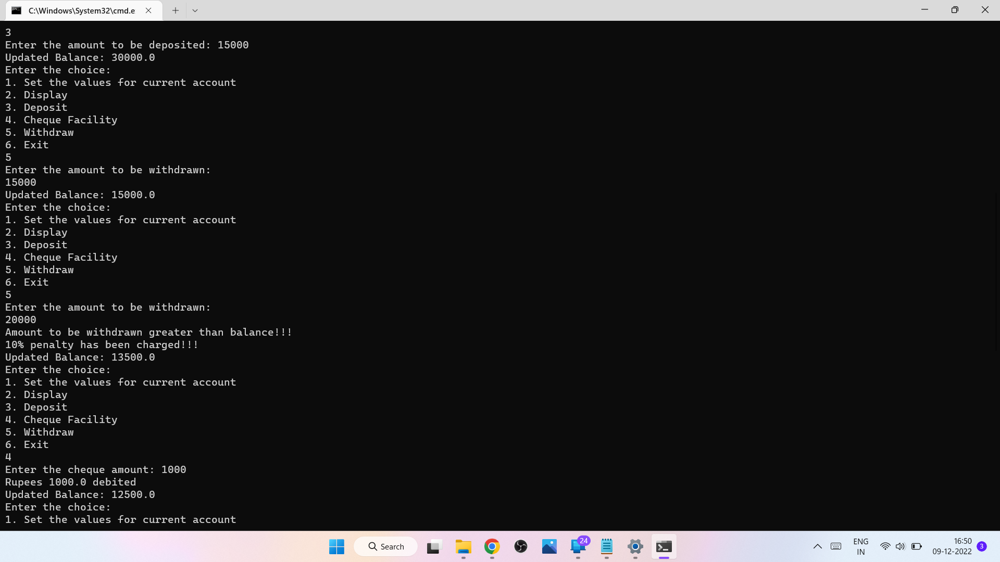 C:\Windows\System32\cmd.e
3
Enter the amount to be deposited: 15000
Updated Balance: 30000.0
Enter the choice:
1. Set the values for current account
2. Display
3. Deposit
4. Cheque Facility
5. Withdraw
6. Exit
5
Enter the amount to be withdrawn:
15000
Updated Balance: 15000.0
Enter the choice:
1. Set the values for current account
2. Display
3. Deposit
4. Cheque Facility
5. Withdraw
6. Exit
5
Enter the amount to be withdrawn:
20000
Amount to be withdrawn greater than balance!!!
10% penalty has been charged!!!
Updated Balance: 13500.0
Enter the choice:
1. Set the values for current account
2. Display
3. Deposit
4. Cheque Facility
5. Withdraw
6. Exit
4
Enter the cheque amount: 1000
Rupees 1000.0 debited
Updated Balance: 12500.0
Enter the choice:
1. Set the values for current account
Search
24
ENG
IN
16:50
09-12-2022
3